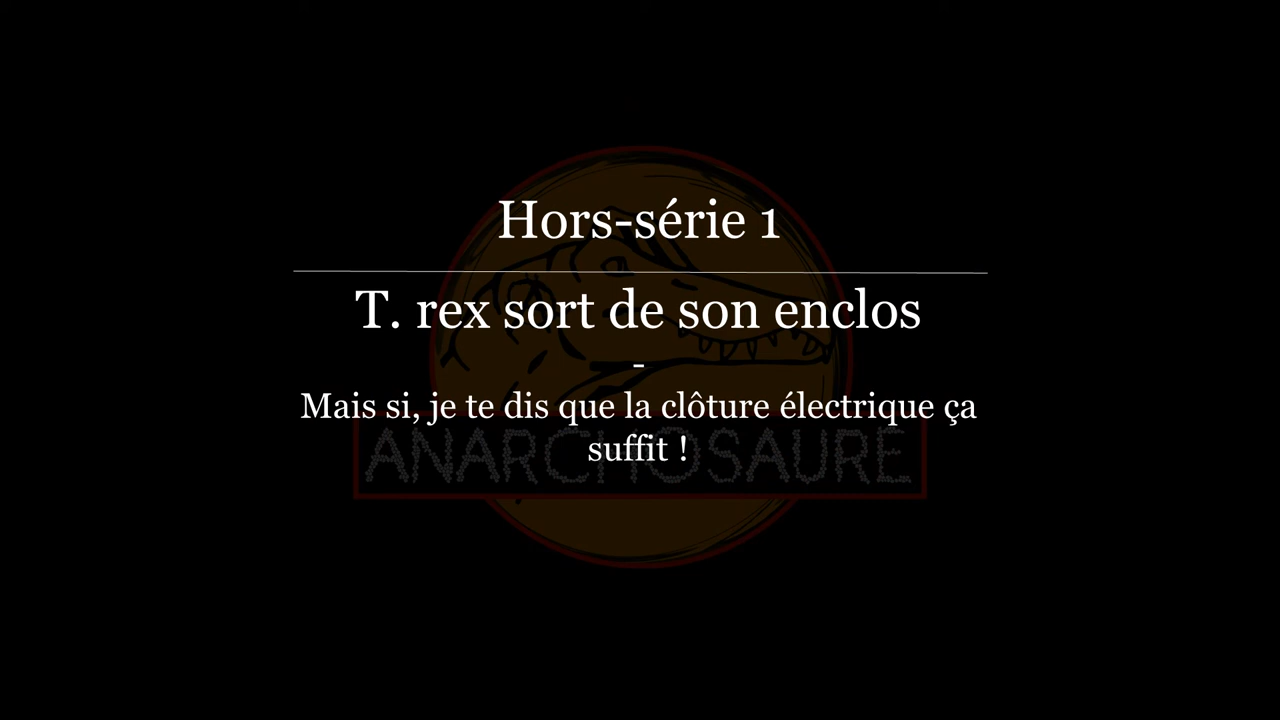 Hors-série 1
T. rex sort de son enclos
-
Mais si, je te dis que la clôture électrique ça
suffit !
ANARCHOSAURE